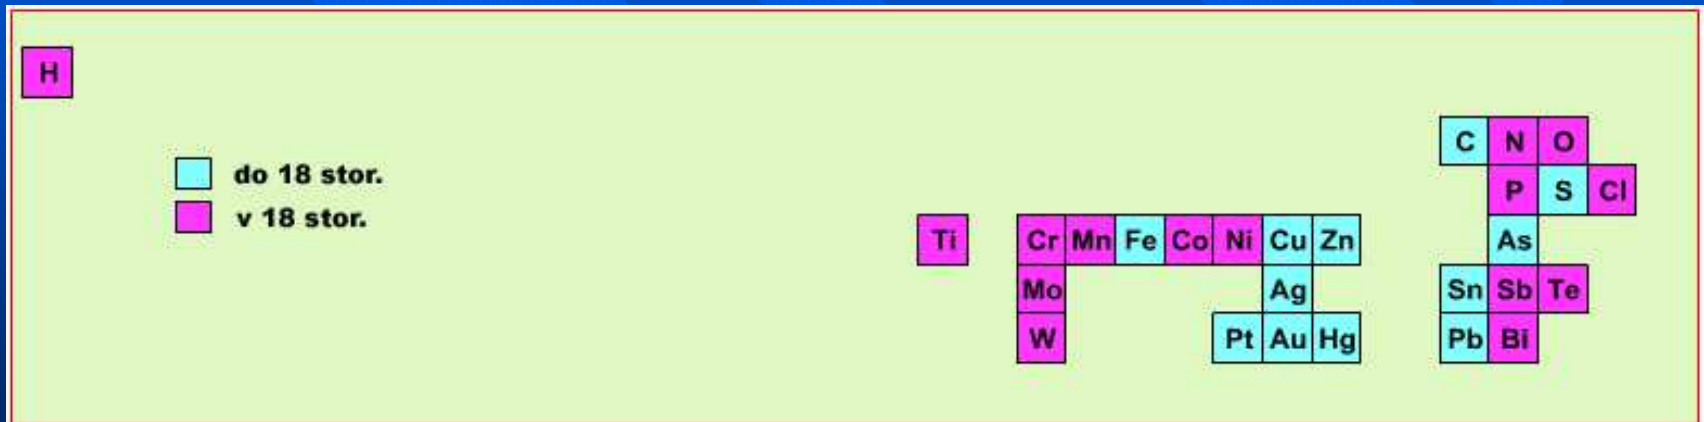 H
C N O
do 18 stor.
P S Cl
v 18 stor.
Ti Cr Mn Fe Co Ni Cu Zn As
Mo Ag Sn Sb Te
W Pt Au Hg Pb Bi